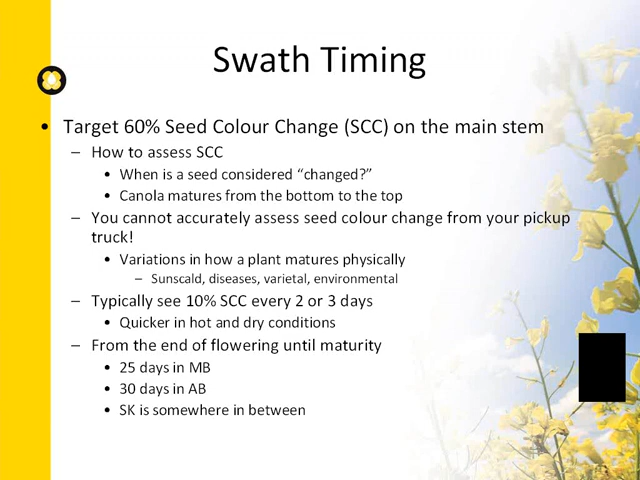 Swath Timing
• Target 60% Seed Colour Change (SCC) on the main stem
– How to assess SCC
• When is a seed considered “changed?”
• Canola matures from the bottom to the top
– You cannot accurately assess seed colour change from your pickup
truck!
• Variations in how a plant matures physically
– Sunscald, diseases, varietal, environmental
– Typically see 10% SCC every 2 or 3 days
• Quicker in hot and dry conditions
– From the end of flowering until maturity
• 25 days in MB
• 30 days in AB
• SK is somewhere in between